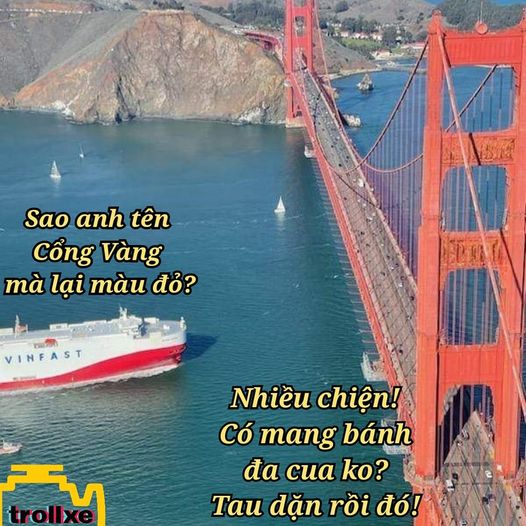 Sao anh tên
Cổng Vàng
mà lại màu đỏ?
VINFAST
Nhiều chiện!
Có mang bánh
đa cua ko?
Tau dặn rồi đó!
trollxe